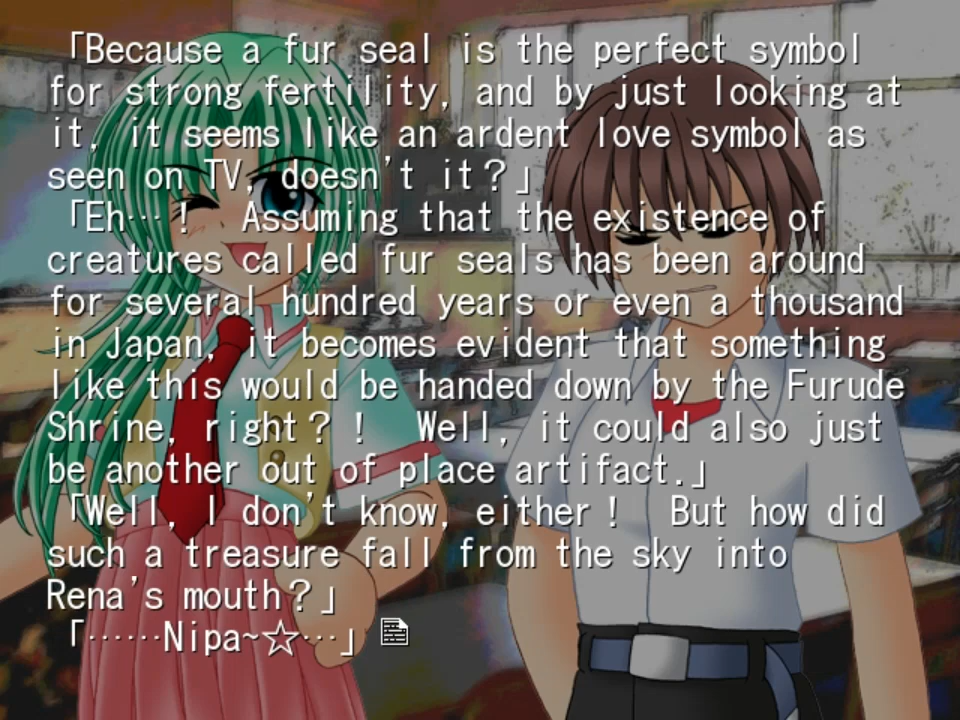 「Because a fur seal is the perfect symbol
for strong fertility, and by just looking at
it, it seems like an ardent love symbol as
seen on TV, doesn't it？」
「Eh…！　Assuming that the existence of
creatures called fur seals has been around
for several hundred years or even a thousand
in Japan, it becomes evident that something
like this would be handed down by the Furude
Shrine, right？！　Well, it could also just
be another out of place artifact.」
「Well, I don't know, either！　But how did
such a treasure fall from the sky into
Rena's mouth？」
「……Nipa~☆…」